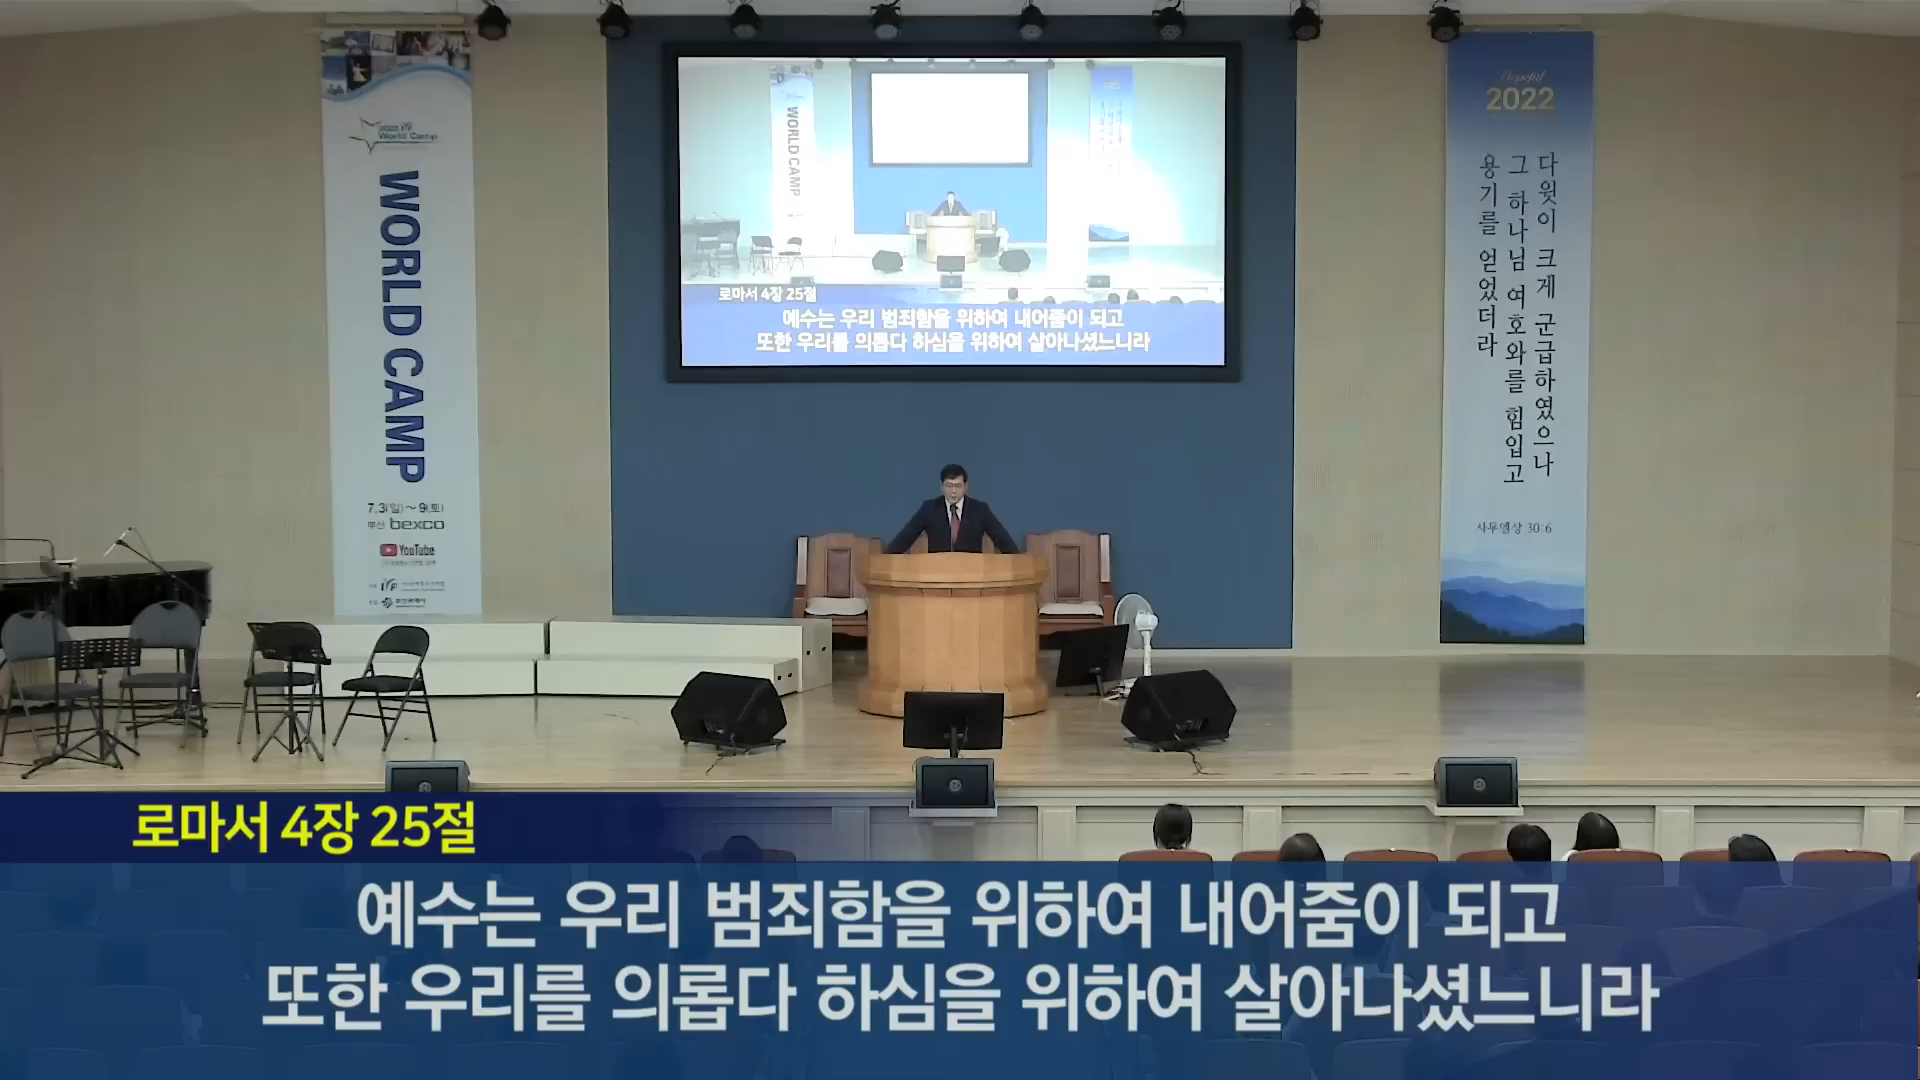 WORLD CAMP
7.3(일)~9(토)
부산 bexco
YouTube
WORLD CAMP
로마서 4장 25절
예수는 우리 범죄함을 위하여 내어줌이 되고
또한 우리를 의롭다 하심을 위하여 살아나셨느니라
Hopeful
2022
다윗이 크게 군급하였으나
그 하나님 여호와를 힘입고
용기를 얻었더라
사무엘상 30:6
로마서 4장 25절
예수는 우리 범죄함을 위하여 내어줌이 되고
또한 우리를 의롭다 하심을 위하여 살아나셨느니라